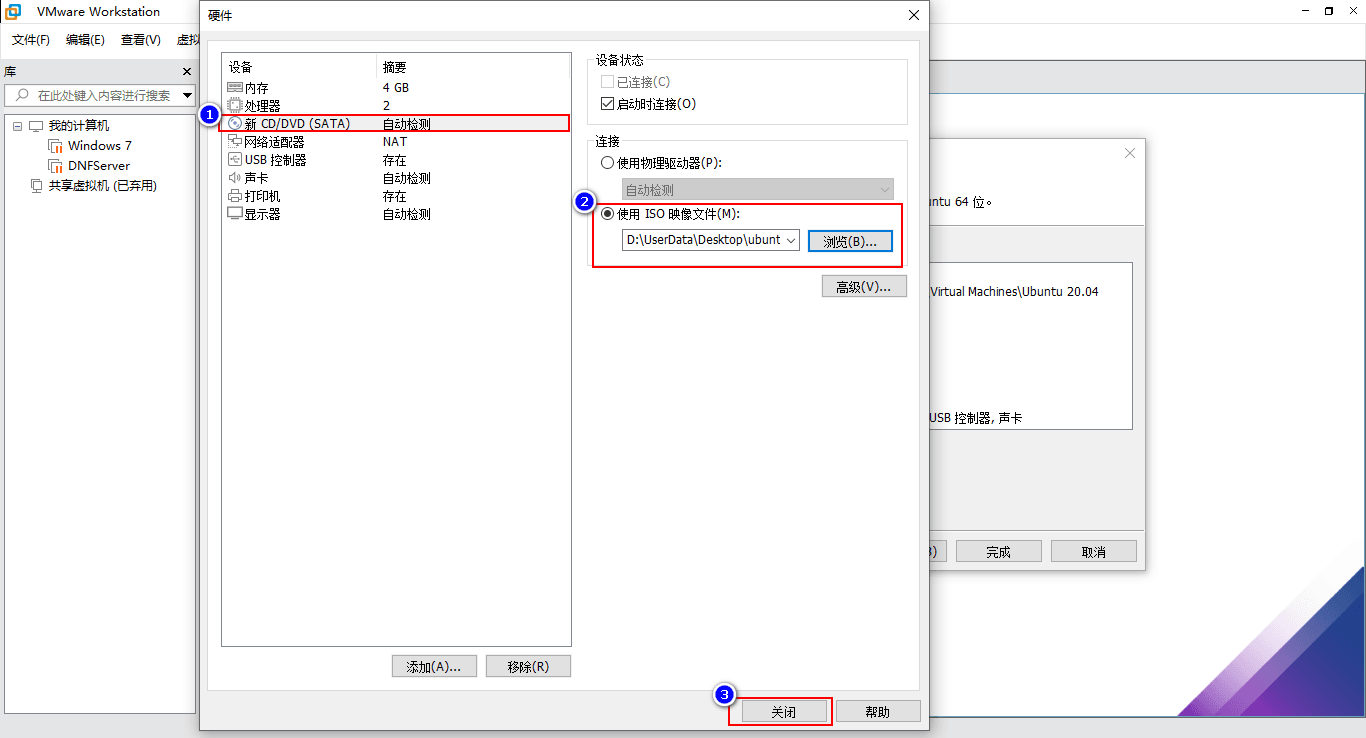 VMware Workstation
文件(F) 编辑(E) 查看(V) 虚拟
库
在此处键入内容进行搜索
我的计算机
Windows 7
DNFServer
共享虚拟机 (已弃用)
硬件
设备 摘要
内存 4 GB
处理器 2
1
新 CD/DVD (SATA) 自动检测
网络适配器 NAT
USB 控制器 存在
声卡 自动检测
打印机 存在
显示器 自动检测
添加(A)... 移除(R)
设备状态
已连接(C)
启动时连接(O)
连接
使用物理驱动器(P):
自动检测
2
使用 ISO 映像文件(M):
D:\UserData\Desktop\ubunt 浏览(B)...
高级(V)...
3
关闭 帮助
ntu 64 位。
Virtual Machines\Ubuntu 20.04
USB 控制器, 声卡
完成 取消